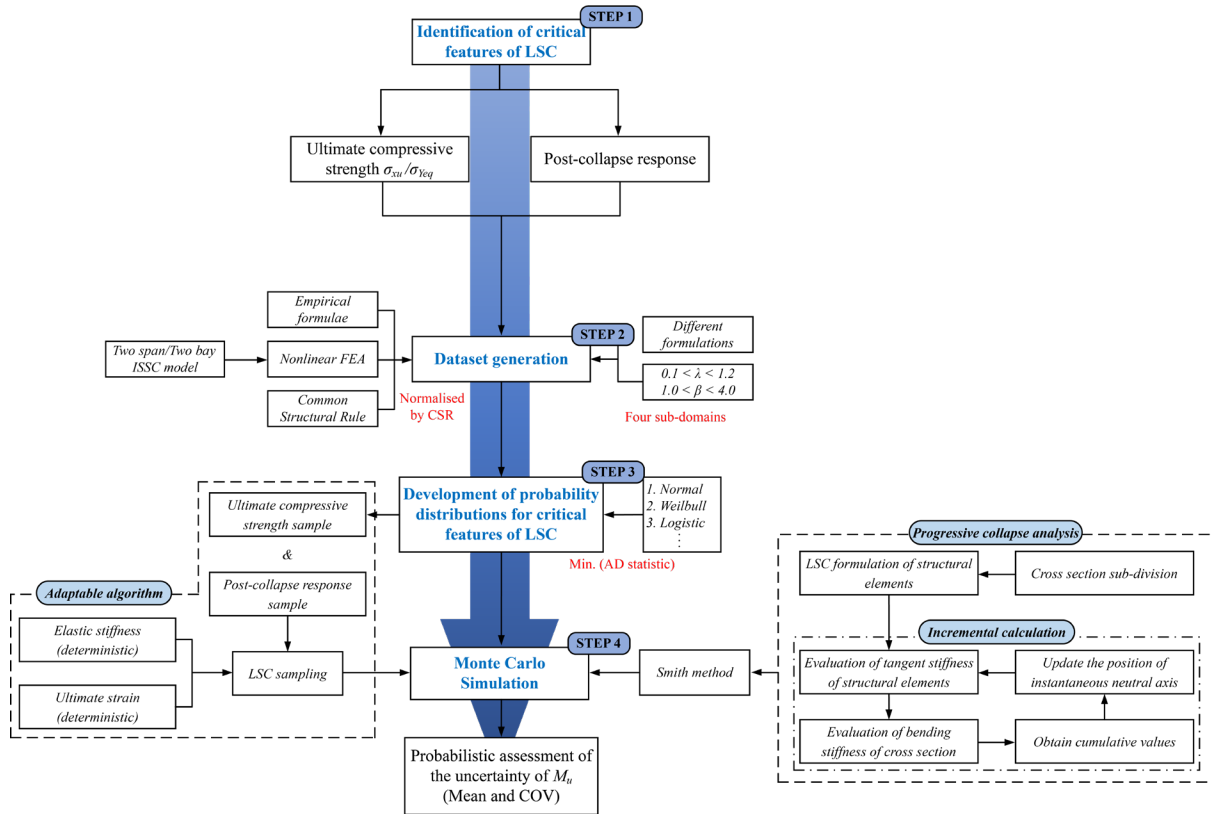 STEP 1
Identification of critical
features of LSC
Ultimate compressive
strength σxu/σYeq
Post-collapse response
Empirical
formulae
Two span/Two bay
ISSC model
Nonlinear FEA
Common
Structural Rule
STEP 2
Dataset generation
Normalised
by CSR
Different
formulations
0.1 < λ < 1.2
1.0 < β < 4.0
Four sub-domains
STEP 3
Development of probability
distributions for critical
features of LSC
1. Normal
2. Weilbull
3. Logistic
⋮
Min. (AD statistic)
Ultimate compressive
strength sample
&
Post-collapse response
sample
Adaptable algorithm
Elastic stiffness
(deterministic)
Ultimate strain
(deterministic)
LSC sampling
STEP 4
Monte Carlo
Simulation
Smith method
Progressive collapse analysis
LSC formulation of structural
elements
Cross section sub-division
Incremental calculation
Evaluation of tangent stiffness
of structural elements
Update the position of
instantaneous neutral axis
Evaluation of bending
stiffness of cross section
Obtain cumulative values
Probabilistic assessment of
the uncertainty of Mu
(Mean and COV)